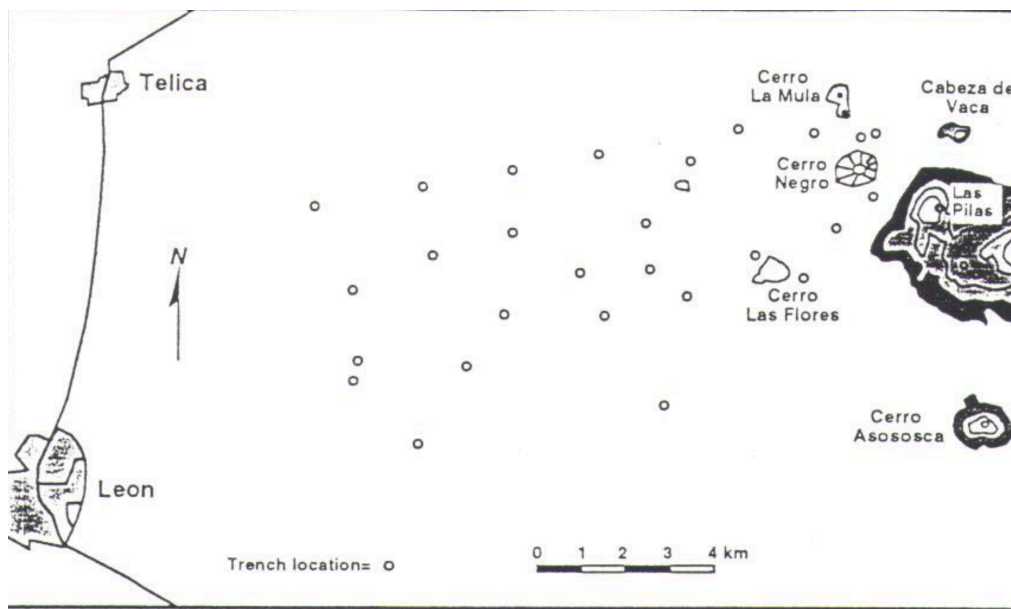 Telica
Cerro
La Mula
Cabeza de
Vaca
Cerro
Negro
Las
Pilas
N
Cerro
Las Flores
Cerro
Asososca
Leon
Trench location=
0 1 2 3 4 km